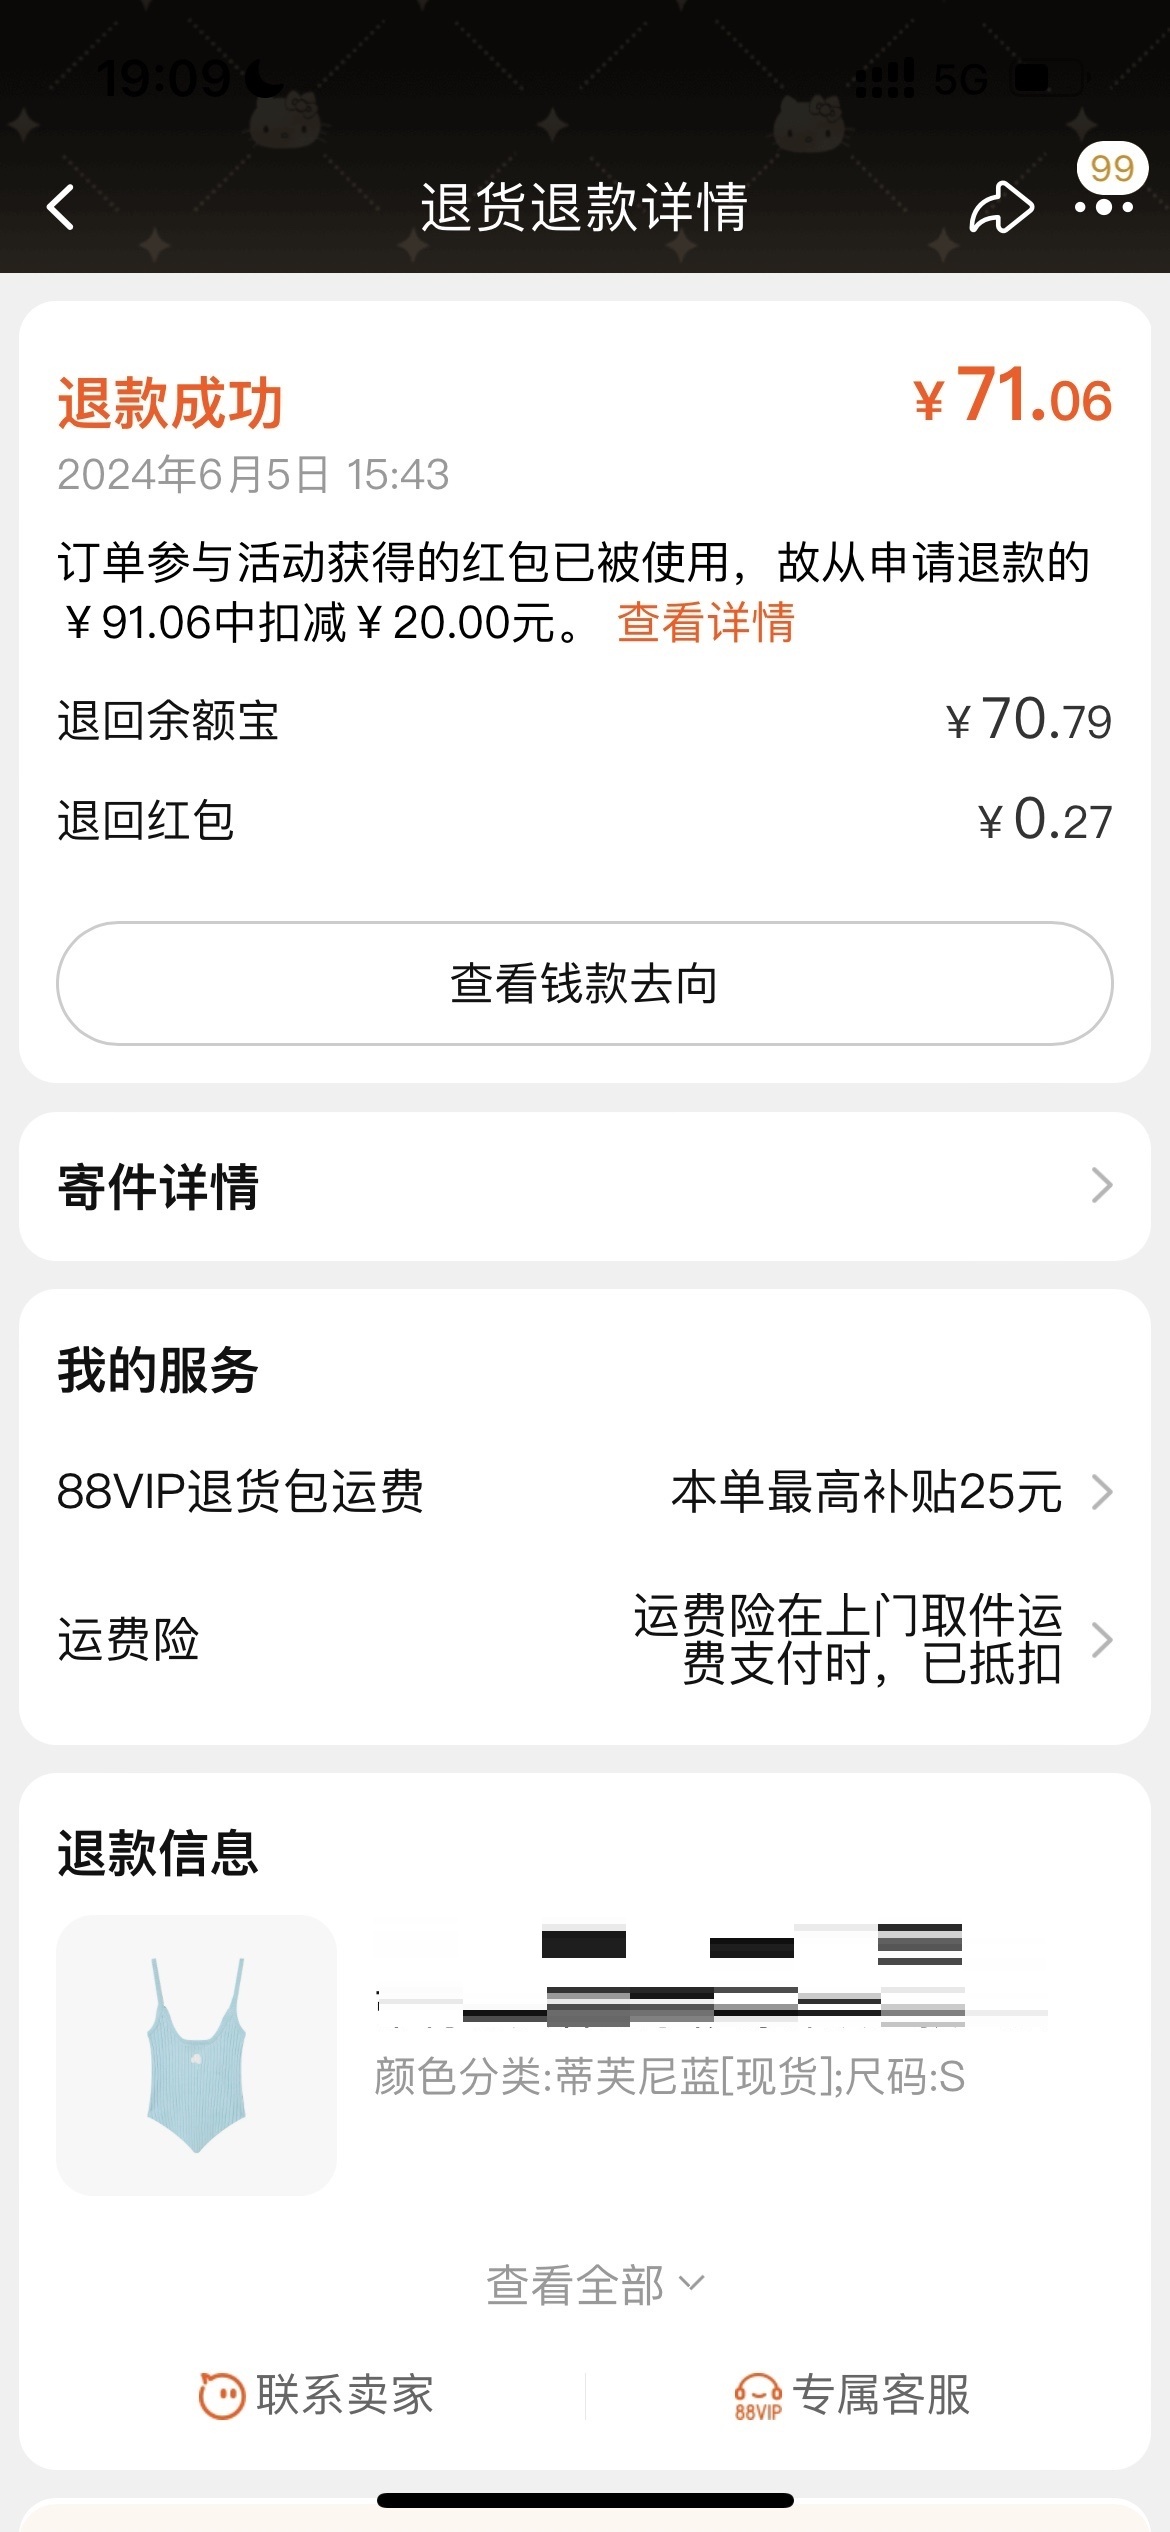 19:09
5G
99
退货退款详情
退款成功
¥71.06
2024年6月5日 15:43
订单参与活动获得的红包已被使用，故从申请退款的
¥91.06中扣减¥20.00元。 查看详情
退回余额宝
¥70.79
退回红包
¥0.27
查看钱款去向
寄件详情
我的服务
88VIP退货包运费
本单最高补贴25元
运费险
运费险在上门取件运
费支付时，已抵扣
退款信息
颜色分类:蒂芙尼蓝[现货];尺码:S
查看全部
联系卖家
88VIP 专属客服